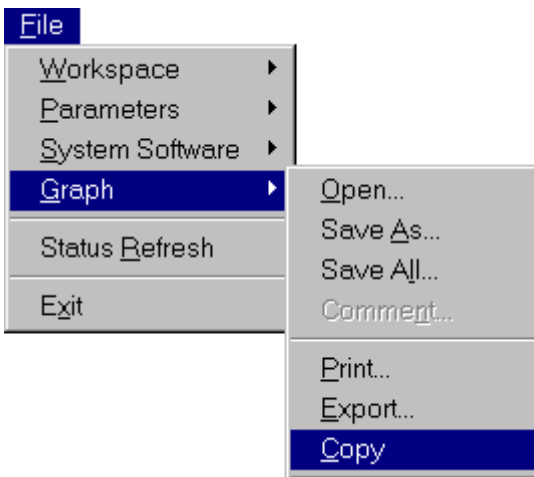 File
Workspace
Parameters
System Software
Graph
Status Refresh
Exit
Open...
Save As...
Save All...
Comment...
Print...
Export...
Copy